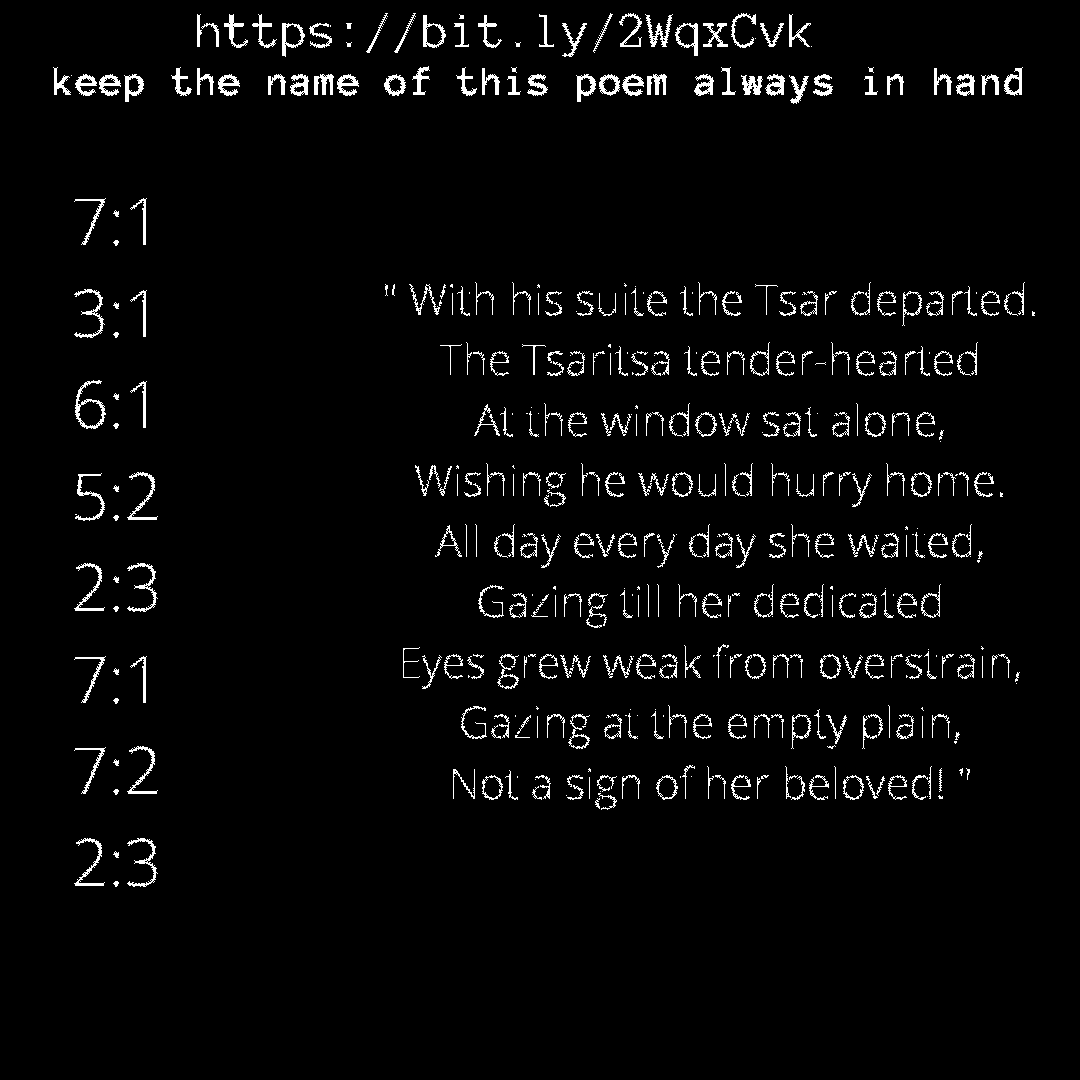 https://bit.ly/2WqxCvk
keep the name of this poem always in hand
7:1
3:1
6:1
5:2
2:3
7:1
7:2
2:3
" With his suite the Tsar departed.
The Tsaritsa tender-hearted
At the window sat alone,
Wishing he would hurry home.
All day every day she waited,
Gazing till her dedicated
Eyes grew weak from overstrain,
Gazing at the empty plain,
Not a sign of her beloved! "